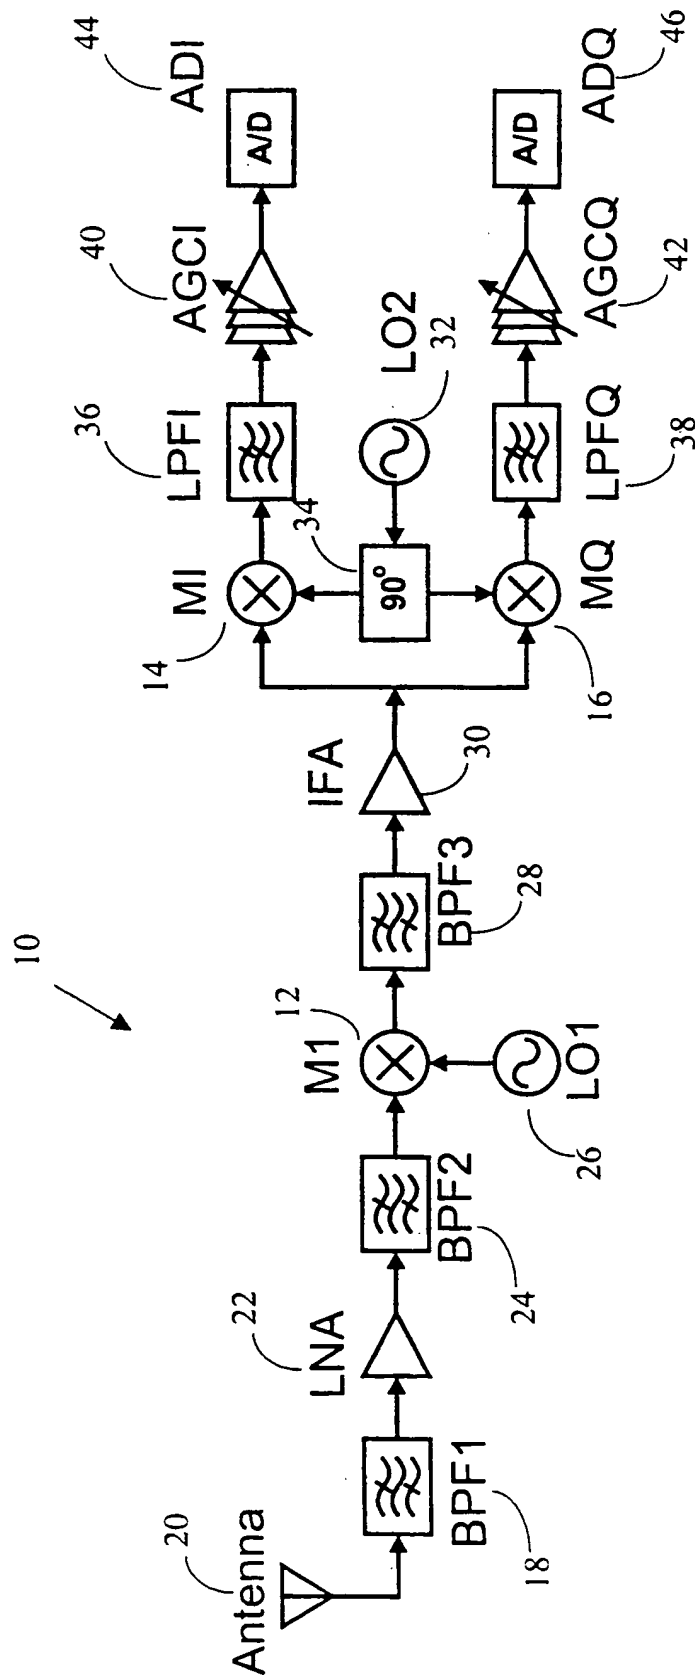 10
20
Antenna
BPF1
18
22
LNA
BPF2
24
12
M1
LO1
26
BPF3
28
IFA
30
14
MI
MQ
16
34
90°
LO2
32
36
LPFI
LPFQ
38
40
AGCI
AGCQ
42
44
ADI
A/D
A/D
ADQ
46